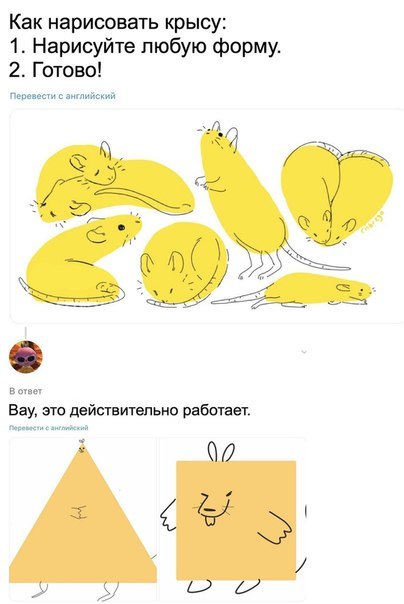 Как нарисовать крысу:
1. Нарисуйте любую форму.
2. Готово!
Перевести с английский
В ответ
Вау, это действительно работает.
Перевести с английский